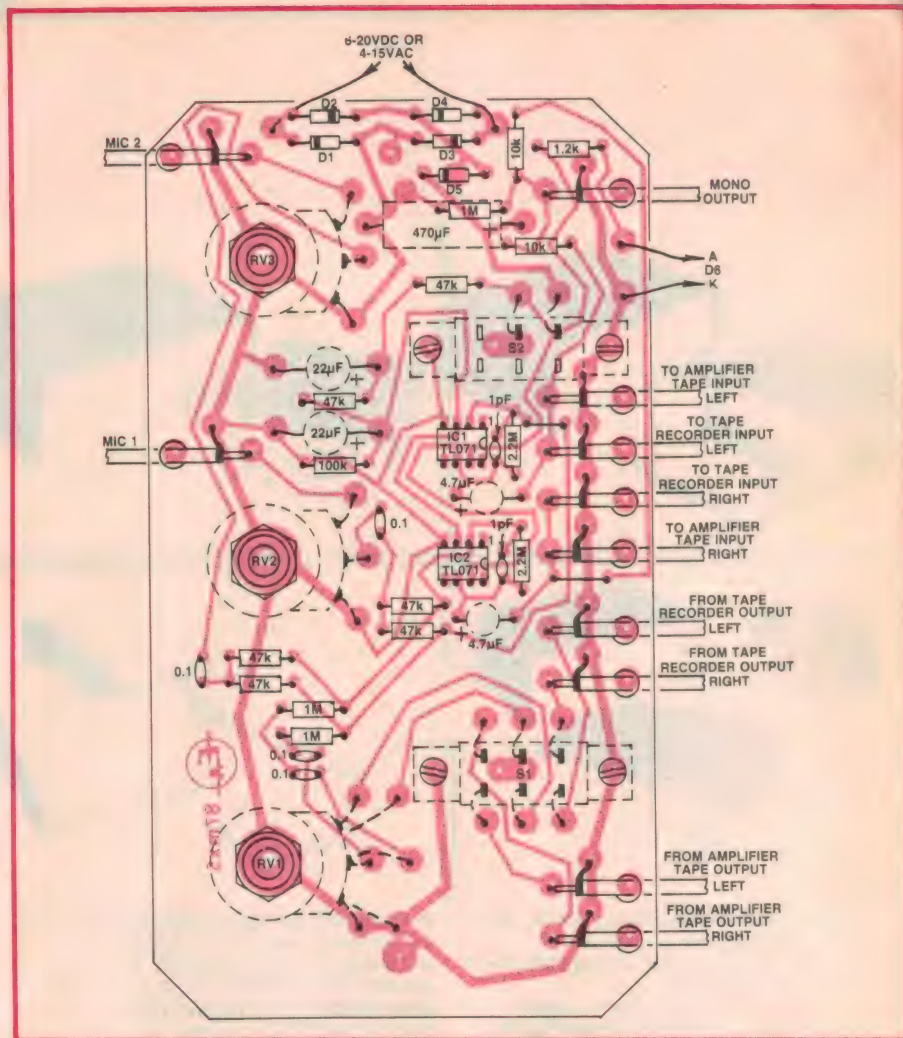 6-20VDC OR
4-15VAC
D2
D4
MIC 2
D1
D3
10k
1.2k
D5
MONO
OUTPUT
1M
470µF
+
10k
RV3
A
D6
K
47k
S2
TO AMPLIFIER
TAPE INPUT
LEFT
22µF
+
47k
1pF
MIC 1
22µF
+
IC1
TL071
2.2M
TO TAPE
RECORDER INPUT
LEFT
100k
4.7µF
+
TO TAPE
RECORDER INPUT
RIGHT
0.1
1pF
RV2
IC2
TL071
2.2M
TO AMPLIFIER
TAPE INPUT
RIGHT
47k
47k
+
4.7µF
FROM TAPE
RECORDER OUTPUT
LEFT
0.1
47k
47k
FROM TAPE
RECORDER OUTPUT
RIGHT
1M
1M
0.1
0.1
S1
RV1
FROM AMPLIFIER
TAPE OUTPUT
LEFT
FROM AMPLIFIER
TAPE OUTPUT
RIGHT